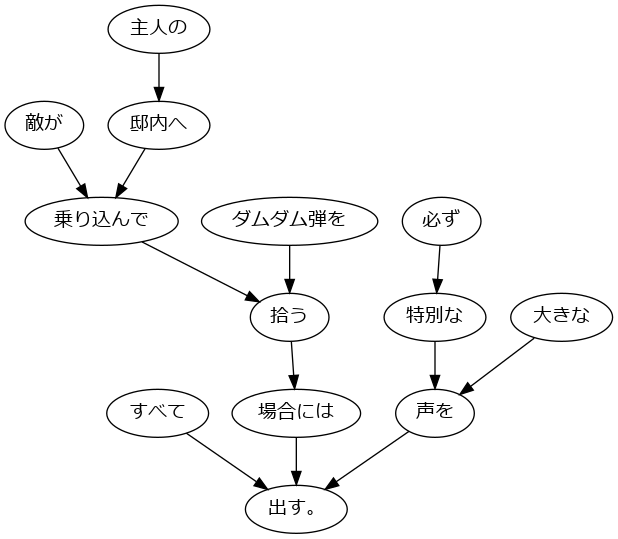 主人の
敵が
邸内へ
乗り込んで
ダムダム弾を
必ず
拾う
特別な
大きな
すべて
場合には
声を
出す。